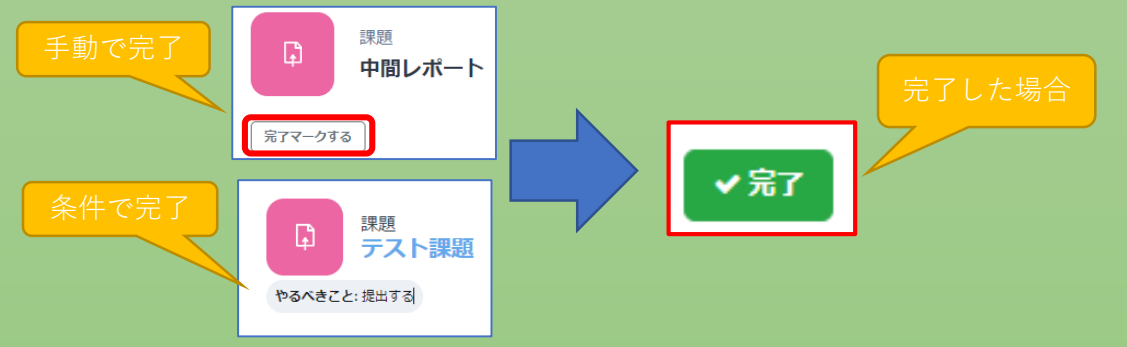 手動で完了
課題
中間レポート
完了マークする
条件で完了
課題
テスト課題
やるべきこと: 提出する
完了
完了した場合